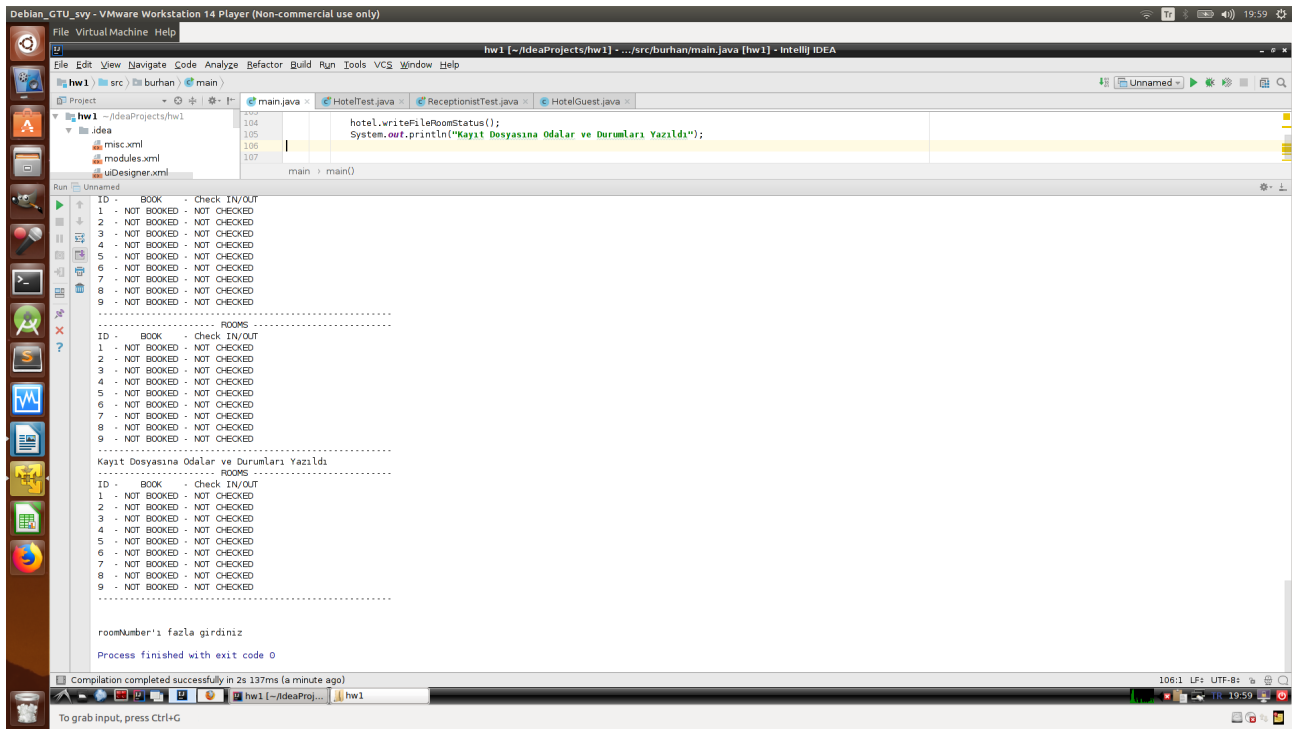 Debian_GTU_svy - VMware Workstation 14 Player (Non-commercial use only) Tr 19:59
File Virtual Machine Help
hw1 [~/IdeaProjects/hw1] - .../src/burhan/main.java [hw1] - IntelliJ IDEA
File Edit View Navigate Code Analyze Refactor Build Run Tools VCS Window Help
hw1 src burhan main Unnamed
Project main.java HotelTest.java ReceptionistTest.java HotelGuest.java
hw1 ~/IdeaProjects/hw1
103
104 hotel.writeFileRoomStatus();
.idea
105 System.out.println("Kayıt Dosyasına Odalar ve Durumları Yazıldı");
misc.xml
106
modules.xml
107
uiDesigner.xml
main › main()
Run Unnamed
ID - BOOK - Check IN/OUT
1 - NOT BOOKED - NOT CHECKED
2 - NOT BOOKED - NOT CHECKED
3 - NOT BOOKED - NOT CHECKED
4 - NOT BOOKED - NOT CHECKED
5 - NOT BOOKED - NOT CHECKED
6 - NOT BOOKED - NOT CHECKED
7 - NOT BOOKED - NOT CHECKED
8 - NOT BOOKED - NOT CHECKED
9 - NOT BOOKED - NOT CHECKED
-------------------------------------------------------
---------------------- ROOMS --------------------------
ID - BOOK - Check IN/OUT
1 - NOT BOOKED - NOT CHECKED
2 - NOT BOOKED - NOT CHECKED
3 - NOT BOOKED - NOT CHECKED
4 - NOT BOOKED - NOT CHECKED
5 - NOT BOOKED - NOT CHECKED
6 - NOT BOOKED - NOT CHECKED
7 - NOT BOOKED - NOT CHECKED
8 - NOT BOOKED - NOT CHECKED
9 - NOT BOOKED - NOT CHECKED
-------------------------------------------------------
Kayıt Dosyasına Odalar ve Durumları Yazıldı
---------------------- ROOMS --------------------------
ID - BOOK - Check IN/OUT
1 - NOT BOOKED - NOT CHECKED
2 - NOT BOOKED - NOT CHECKED
3 - NOT BOOKED - NOT CHECKED
4 - NOT BOOKED - NOT CHECKED
5 - NOT BOOKED - NOT CHECKED
6 - NOT BOOKED - NOT CHECKED
7 - NOT BOOKED - NOT CHECKED
8 - NOT BOOKED - NOT CHECKED
9 - NOT BOOKED - NOT CHECKED
-------------------------------------------------------
roomNumber'ı fazla girdiniz
Process finished with exit code 0
Compilation completed successfully in 2s 137ms (a minute ago) 106:1 LF÷ UTF-8÷
hw1 [~/IdeaProj... hw1 TR 19:59
To grab input, press Ctrl+G